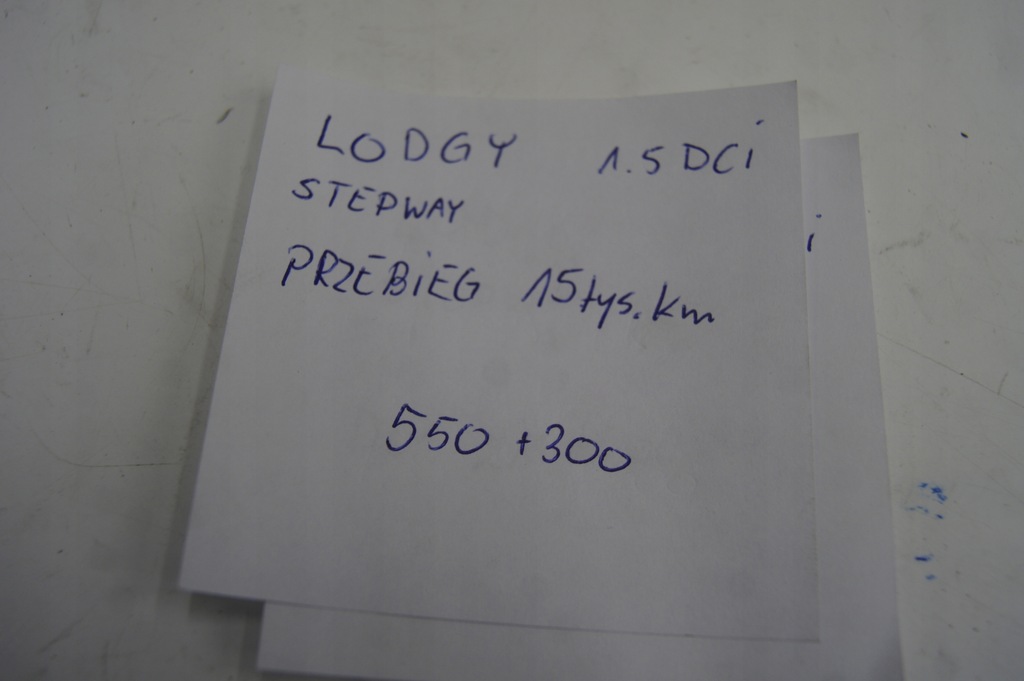 LODGY 1.5 DCi
STEPWAY
PRZEBiEG 15tys.km
550 +300
i